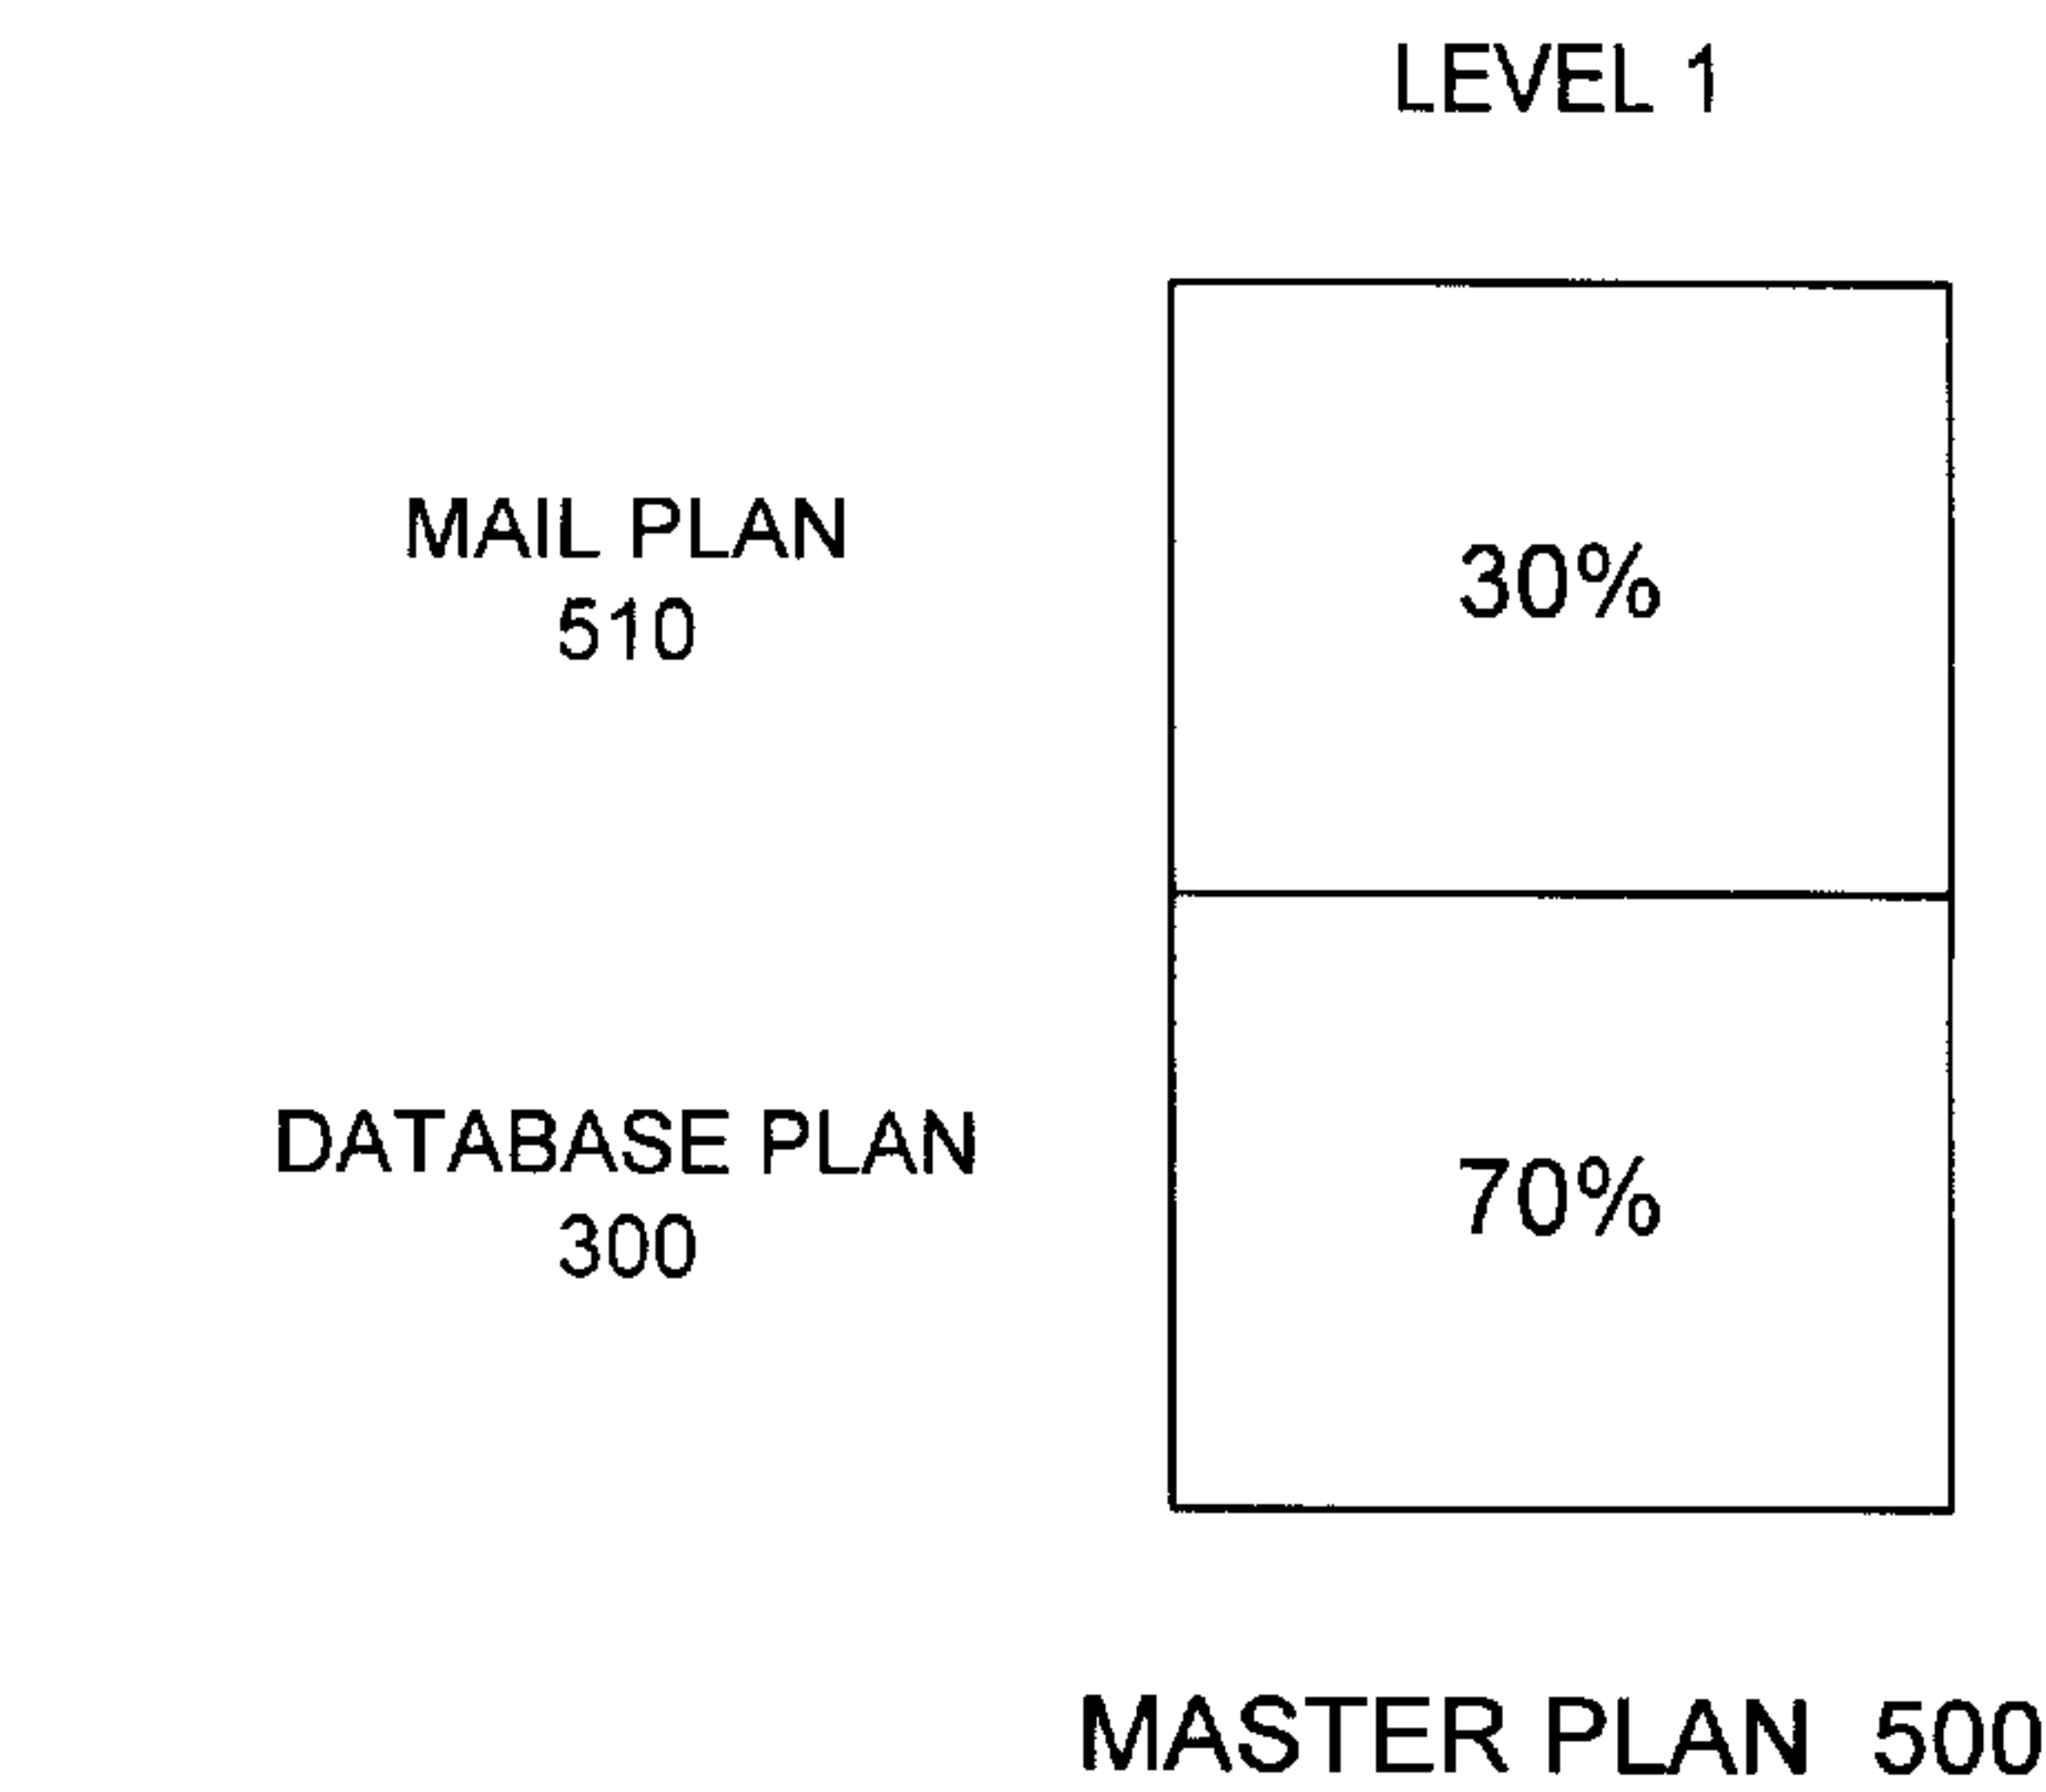 LEVEL 1
MAIL PLAN
510
30%
DATABASE PLAN
300
70%
MASTER PLAN 500